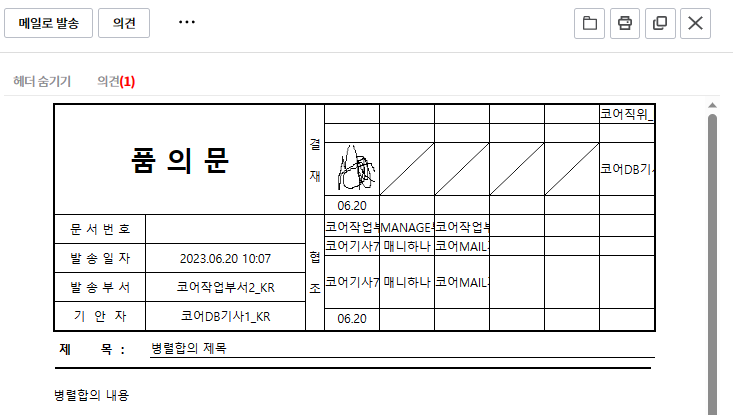 메일로 발송 의견 ···
헤더 숨기기 의견(1)
품 의 문
결재
코어직위_
코어DB기사
06.20
문 서 번 호
협조
코어작업부 MANAGE 코어작업부
코어기사7 매니하나 코어MAIL
발 송 일 자 2023.06.20 10:07
발 송 부 서 코어작업부서2_KR
코어기사7 매니하나 코어MAIL
기 안 자 코어DB기사1_KR
06.20
제 목 : 병렬합의 제목
병렬합의 내용